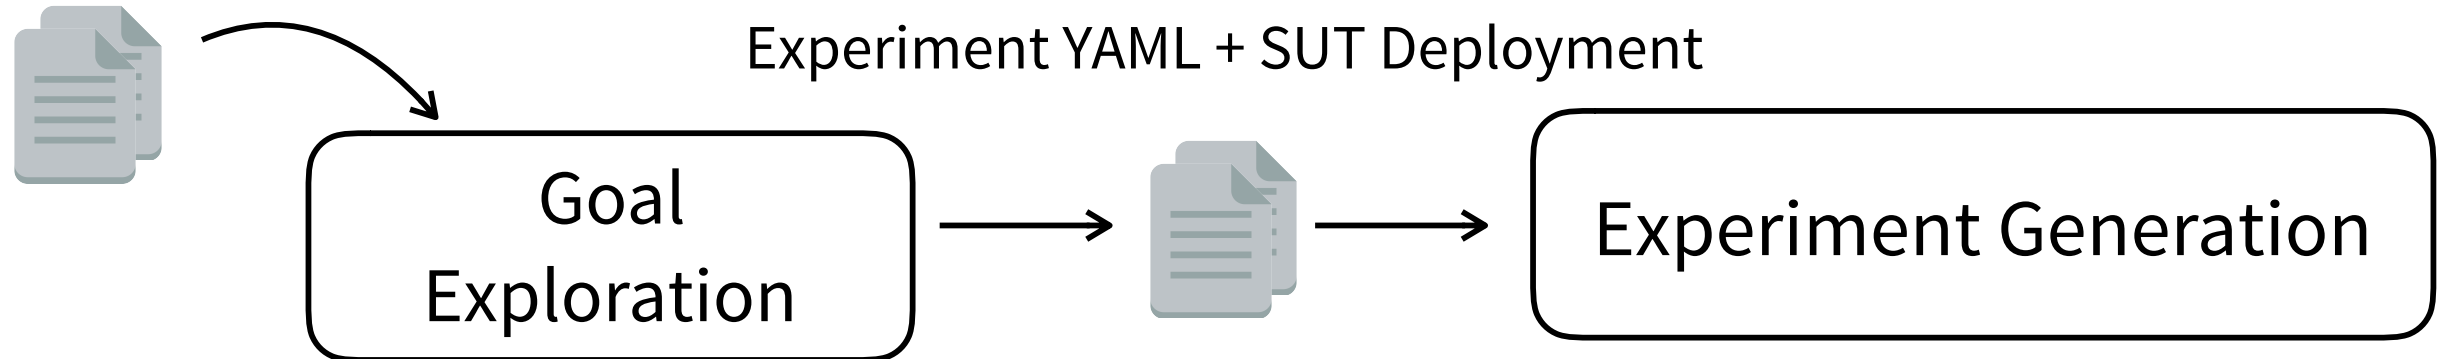 Experiment YAML + SUT Deployment
Goal
Exploration
Experiment Generation